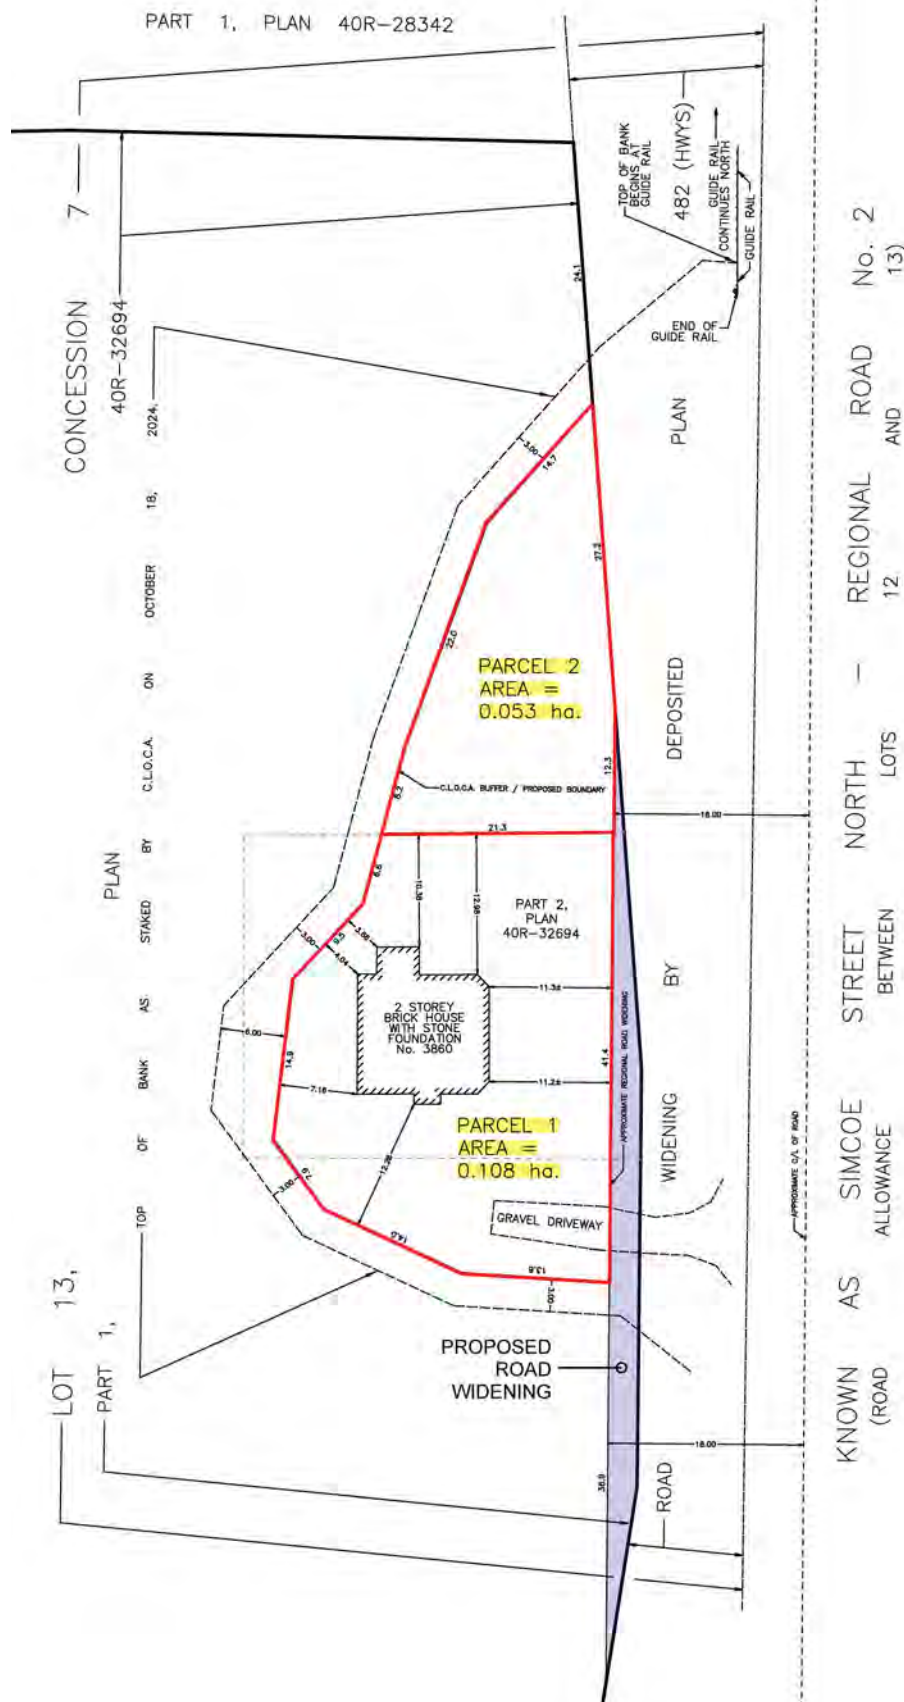 PART 1, PLAN 40R-28342
CONCESSION 7
40R-32694
482 (HWYS)
TOP OF BANK
BEGINS AT
GUIDE RAIL
GUIDE RAIL
CONTINUES NORTH
GUIDE RAIL
END OF
GUIDE RAIL
24.1
3.00
14.7
27.2
22.0
PARCEL 2
AREA =
0.053 ha.
8.2
C.L.O.C.A. BUFFER / PROPOSED BOUNDARY
12.3
18.00
21.3
6.6
10.38
12.98
PART 2,
PLAN
40R-32694
3.00
9.5
3.68
4.04
2 STOREY
BRICK HOUSE
WITH STONE
FOUNDATION
No. 3860
11.3±
6.00
14.9
7.18
11.2±
41.4
APPROXIMATE REGIONAL ROAD WIDENING
PARCEL 1
AREA =
0.108 ha.
12.28
3.00
7.9
14.0
GRAVEL DRIVEWAY
13.8
3.00
PROPOSED
ROAD
WIDENING
18.00
38.9
TOP OF BANK AS STAKED BY C.L.O.C.A. ON OCTOBER 18, 2024.
LOT 13,
PART 1, PLAN
ROAD WIDENING BY DEPOSITED PLAN
APPROXIMATE C/L OF ROAD
KNOWN AS SIMCOE STREET NORTH — REGIONAL ROAD No. 2
(ROAD ALLOWANCE BETWEEN LOTS 12 AND 13)